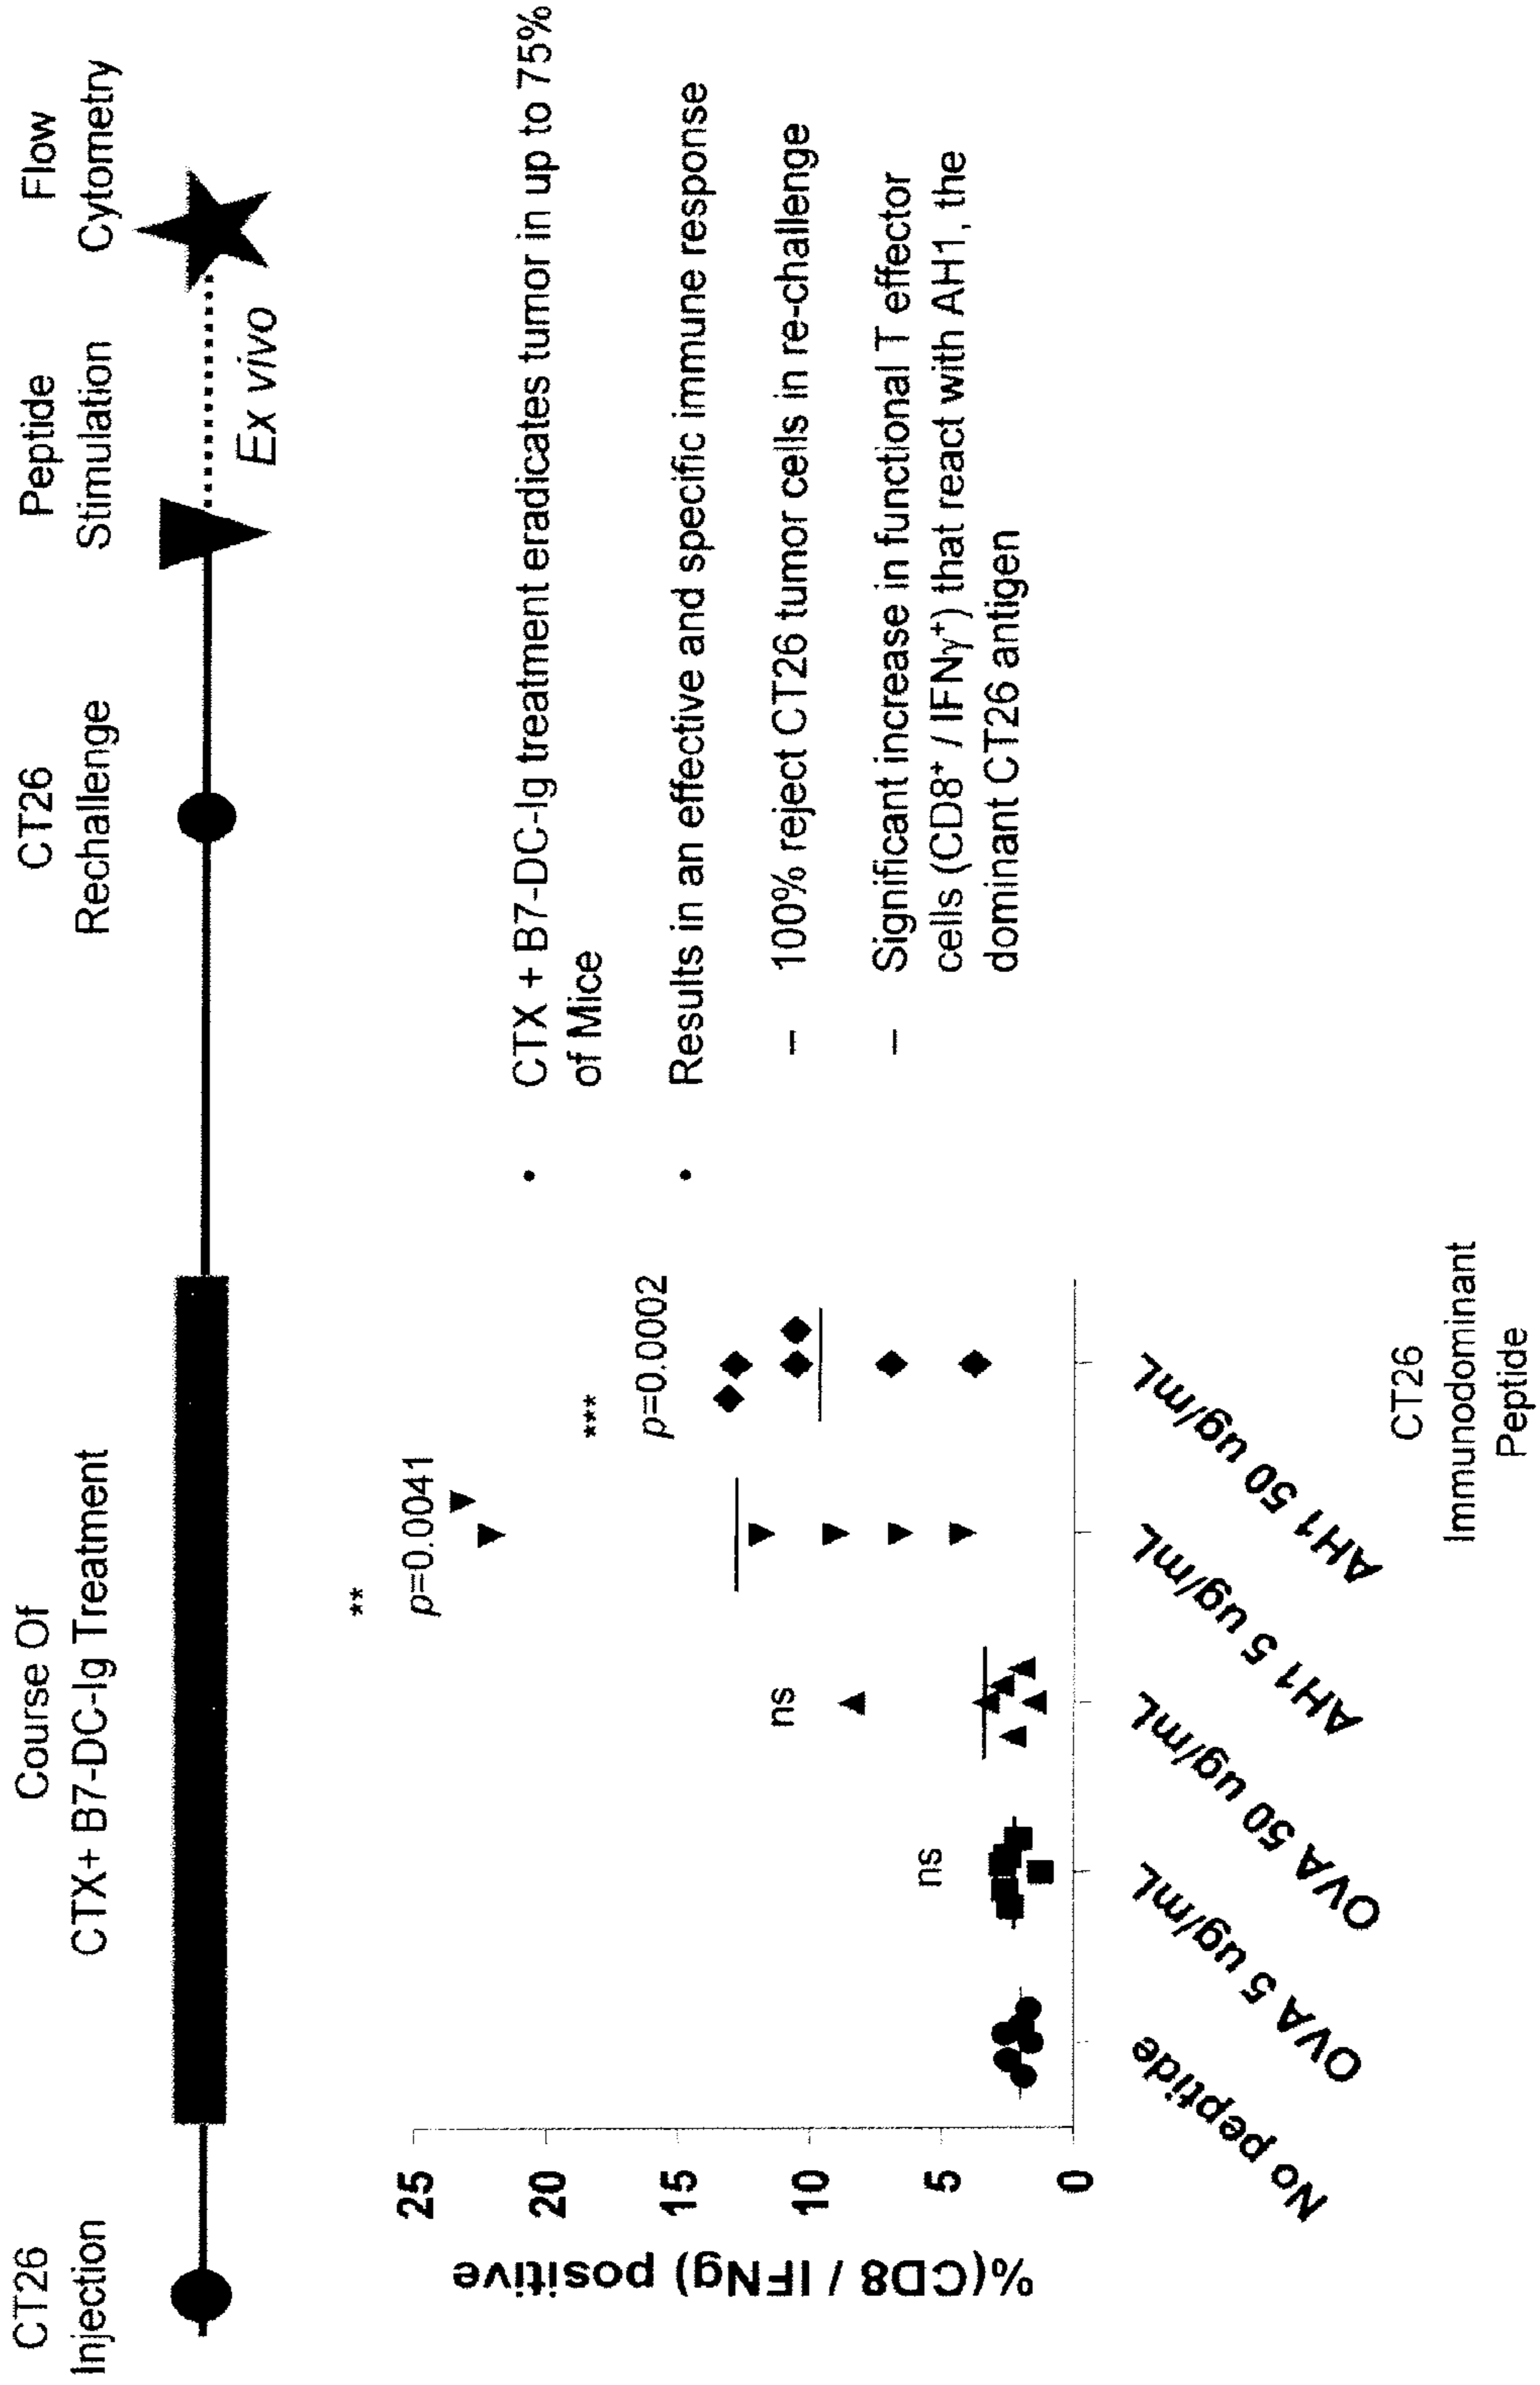 CT26
Injection
Course Of
CTX+ B7-DC-Ig Treatment
CT26
Rechallenge
Peptide
Stimulation
Flow
Cytometry
Ex vivo
%(CD8 / IFNg) positive
25
20
15
10
5
0
ns
ns
**
p=0.0041
***
p=0.0002
No peptide
OVA 5 ug/mL
OVA 50 ug/mL
AH1 5 ug/mL
AH1 50 ug/mL
CT26
Immunodominant
Peptide
• CTX + B7-DC-Ig treatment eradicates tumor in up to 75%
of Mice
• Results in an effective and specific immune response
– 100% reject CT26 tumor cells in re-challenge
– Significant increase in functional T effector
cells (CD8⁺ / IFNγ⁺) that react with AH1, the
dominant CT26 antigen